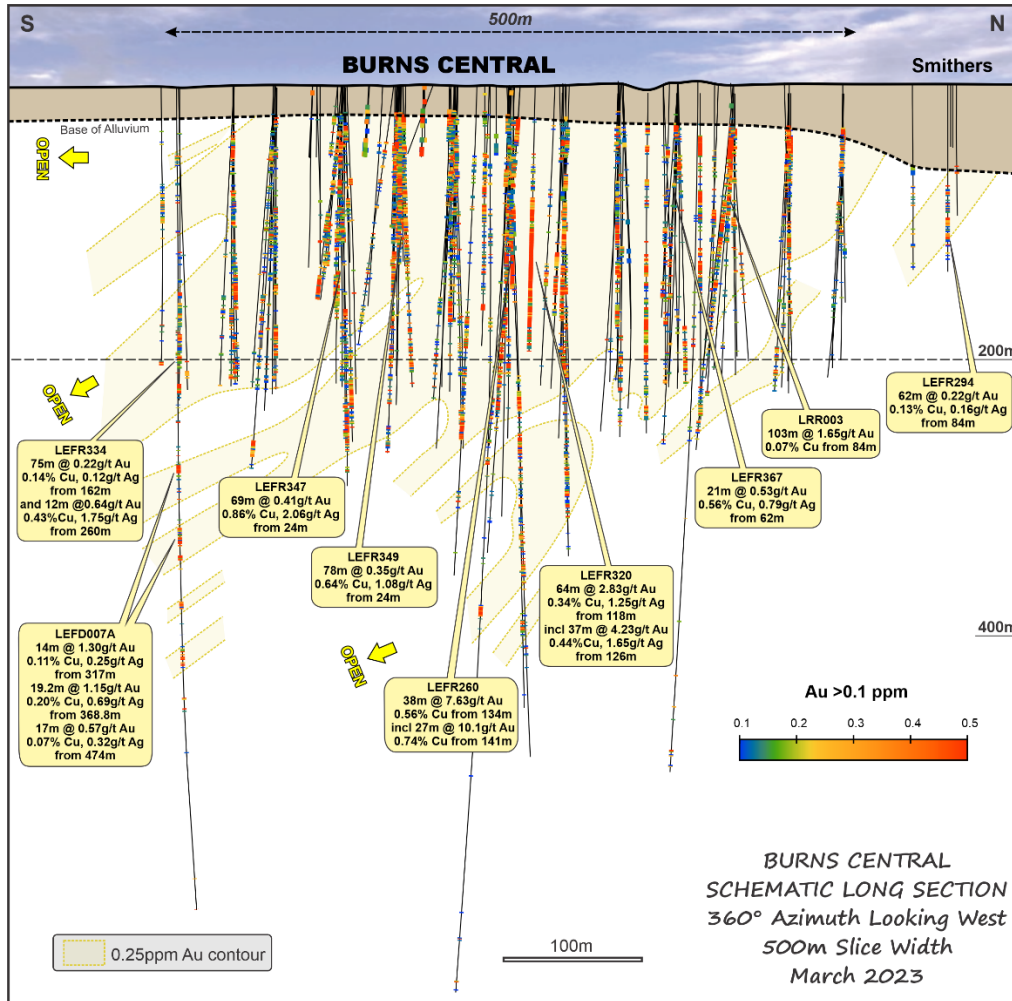 S
500m
N
BURNS CENTRAL
Smithers
Base of Alluvium
OPEN
200m
OPEN
LEFR294
62m @ 0.22g/t Au
0.13% Cu, 0.16g/t Ag
from 84m
LRR003
103m @ 1.65g/t Au
0.07% Cu from 84m
LEFR334
75m @ 0.22g/t Au
0.14% Cu, 0.12g/t Ag
from 162m
and 12m @0.64g/t Au
0.43%Cu, 1.75g/t Ag
from 260m
LEFR347
69m @ 0.41g/t Au
0.86% Cu, 2.06g/t Ag
from 24m
LEFR367
21m @ 0.53g/t Au
0.56% Cu, 0.79g/t Ag
from 62m
LEFR349
78m @ 0.35g/t Au
0.64% Cu, 1.08g/t Ag
from 24m
LEFR320
64m @ 2.83g/t Au
0.34% Cu, 1.25g/t Ag
from 118m
incl 37m @ 4.23g/t Au
0.44%Cu, 1.65g/t Ag
from 126m
400m
LEFD007A
14m @ 1.30g/t Au
0.11% Cu, 0.25g/t Ag
from 317m
19.2m @ 1.15g/t Au
0.20% Cu, 0.69g/t Ag
from 368.8m
17m @ 0.57g/t Au
0.07% Cu, 0.32g/t Ag
from 474m
OPEN
LEFR260
38m @ 7.63g/t Au
0.56% Cu from 134m
incl 27m @ 10.1g/t Au
0.74% Cu from 141m
Au >0.1 ppm
0.1 0.2 0.3 0.4 0.5
BURNS CENTRAL
SCHEMATIC LONG SECTION
360° Azimuth Looking West
500m Slice Width
March 2023
0.25ppm Au contour
100m